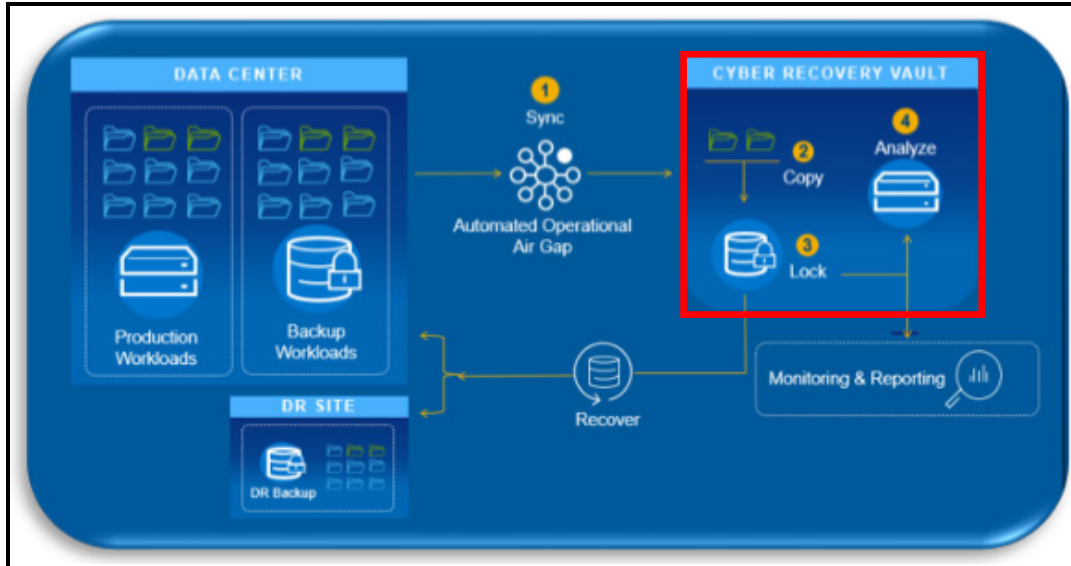 DATA CENTER
Production
Workloads
Backup
Workloads
1
Sync
Automated Operational
Air Gap
CYBER RECOVERY VAULT
2
Copy
4
Analyze
3
Lock
Monitoring & Reporting
Recover
DR SITE
DR Backup